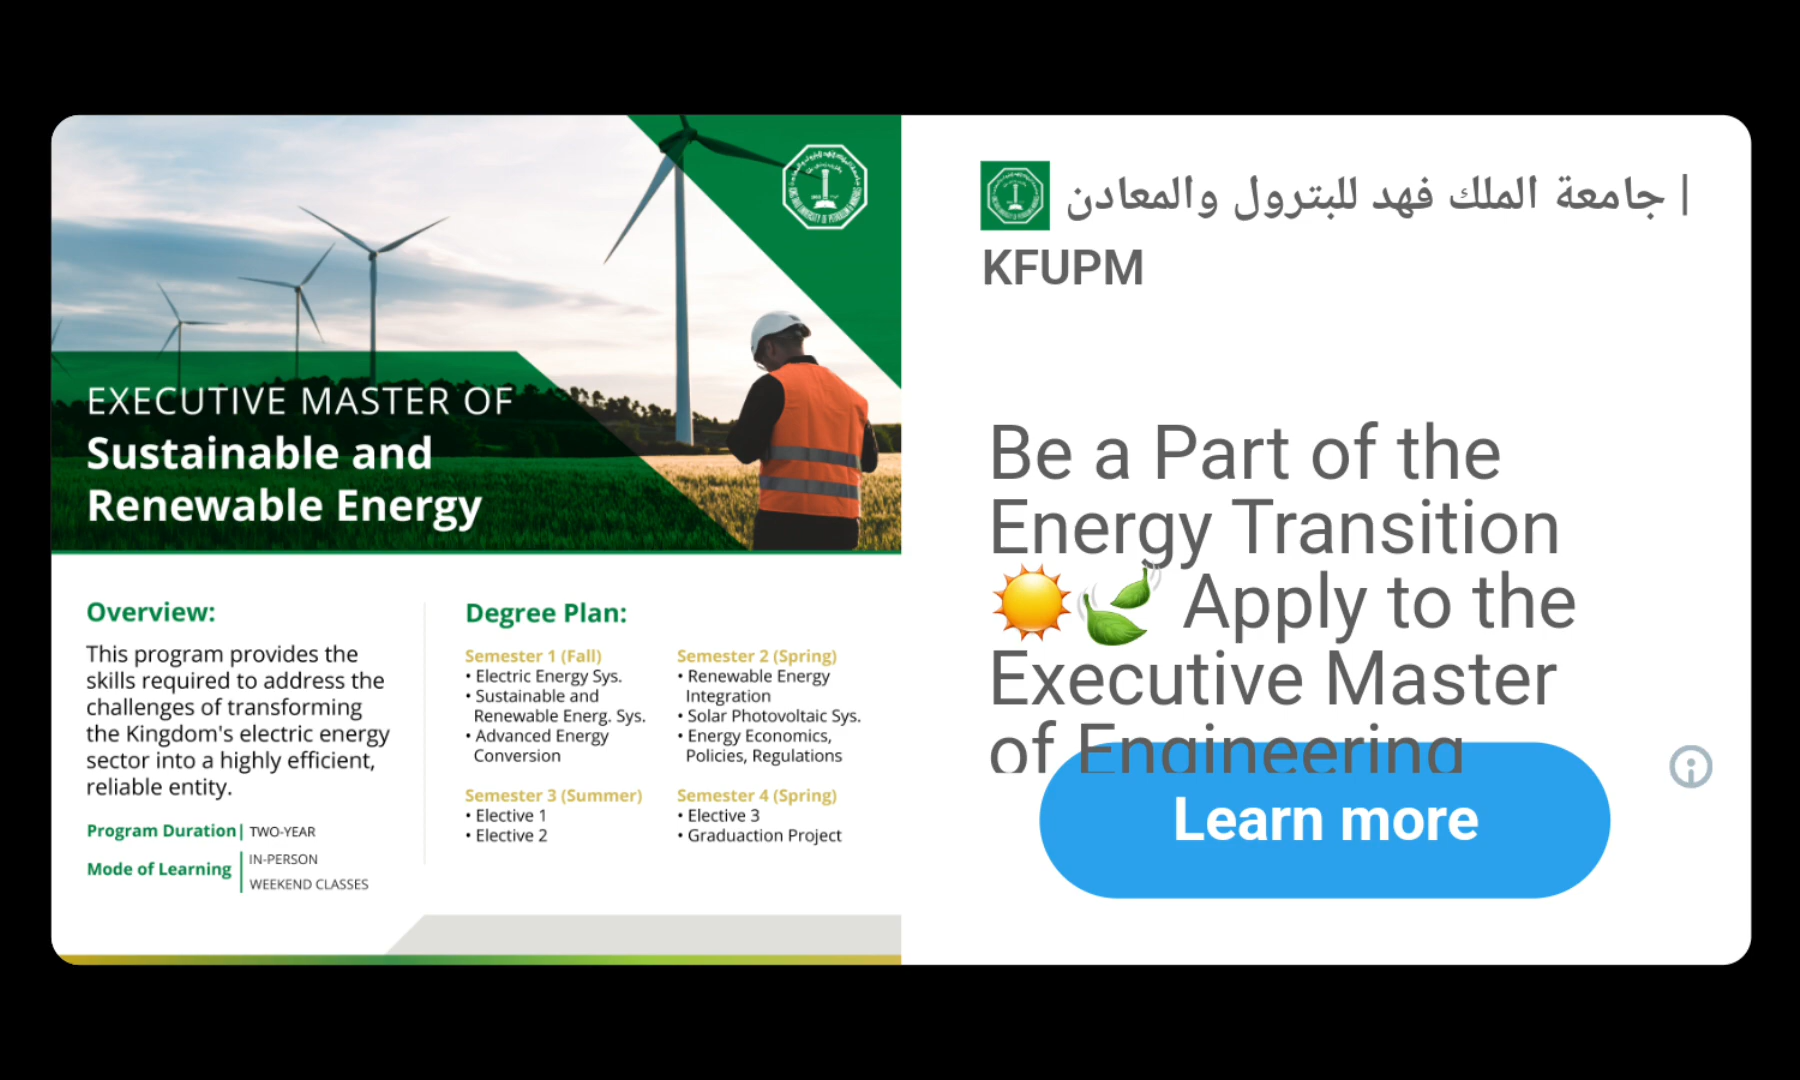 EXECUTIVE MASTER OF
Sustainable and
Renewable Energy
Overview:
This program provides the
skills required to address the
challenges of transforming
the Kingdom's electric energy
sector into a highly efficient,
reliable entity.
Program Duration| TWO-YEAR
Mode of Learning
IN-PERSON
WEEKEND CLASSES
Degree Plan:
Semester 1 (Fall)
• Electric Energy Sys.
• Sustainable and
Renewable Energ. Sys.
• Advanced Energy
Conversion
Semester 2 (Spring)
• Renewable Energy
Integration
• Solar Photovoltaic Sys.
• Energy Economics,
Policies, Regulations
Semester 3 (Summer)
• Elective 1
• Elective 2
Semester 4 (Spring)
• Elective 3
• Graduaction Project
جامعة الملك فهد للبترول والمعادن |
KFUPM
Be a Part of the
Energy Transition
☀️🍃 Apply to the
Executive Master
of Engineering
Learn more